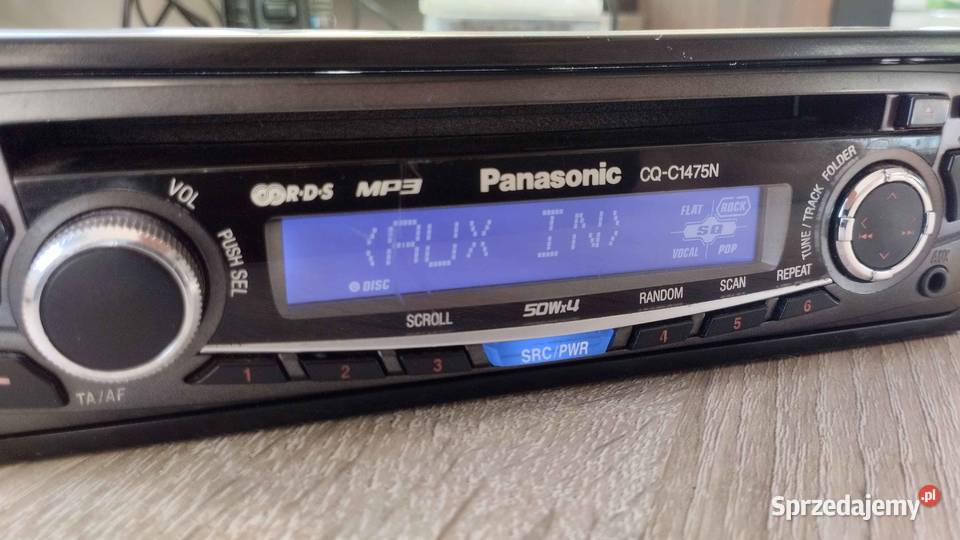 VOL
PUSH SEL
TA/AF
R·D·S
MP3
Panasonic
CQ-C1475N
(AUX IN)
DISC
FLAT
ROCK
SQ
VOCAL
POP
SCROLL
50Wx4
RANDOM
SCAN
REPEAT
TUNE / TRACK
FOLDER
AUX
1
2
3
SRC/PWR
4
5
6
Sprzedajemy.pl